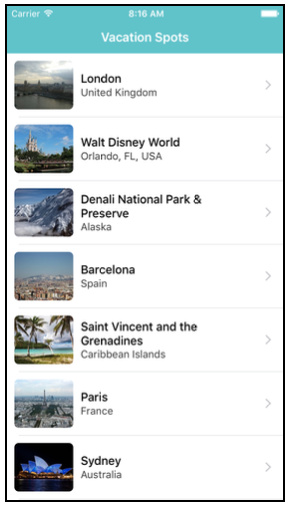 Carrier 8:16 AM
Vacation Spots
London
United Kingdom
Walt Disney World
Orlando, FL, USA
Denali National Park &
Preserve
Alaska
Barcelona
Spain
Saint Vincent and the
Grenadines
Caribbean Islands
Paris
France
Sydney
Australia